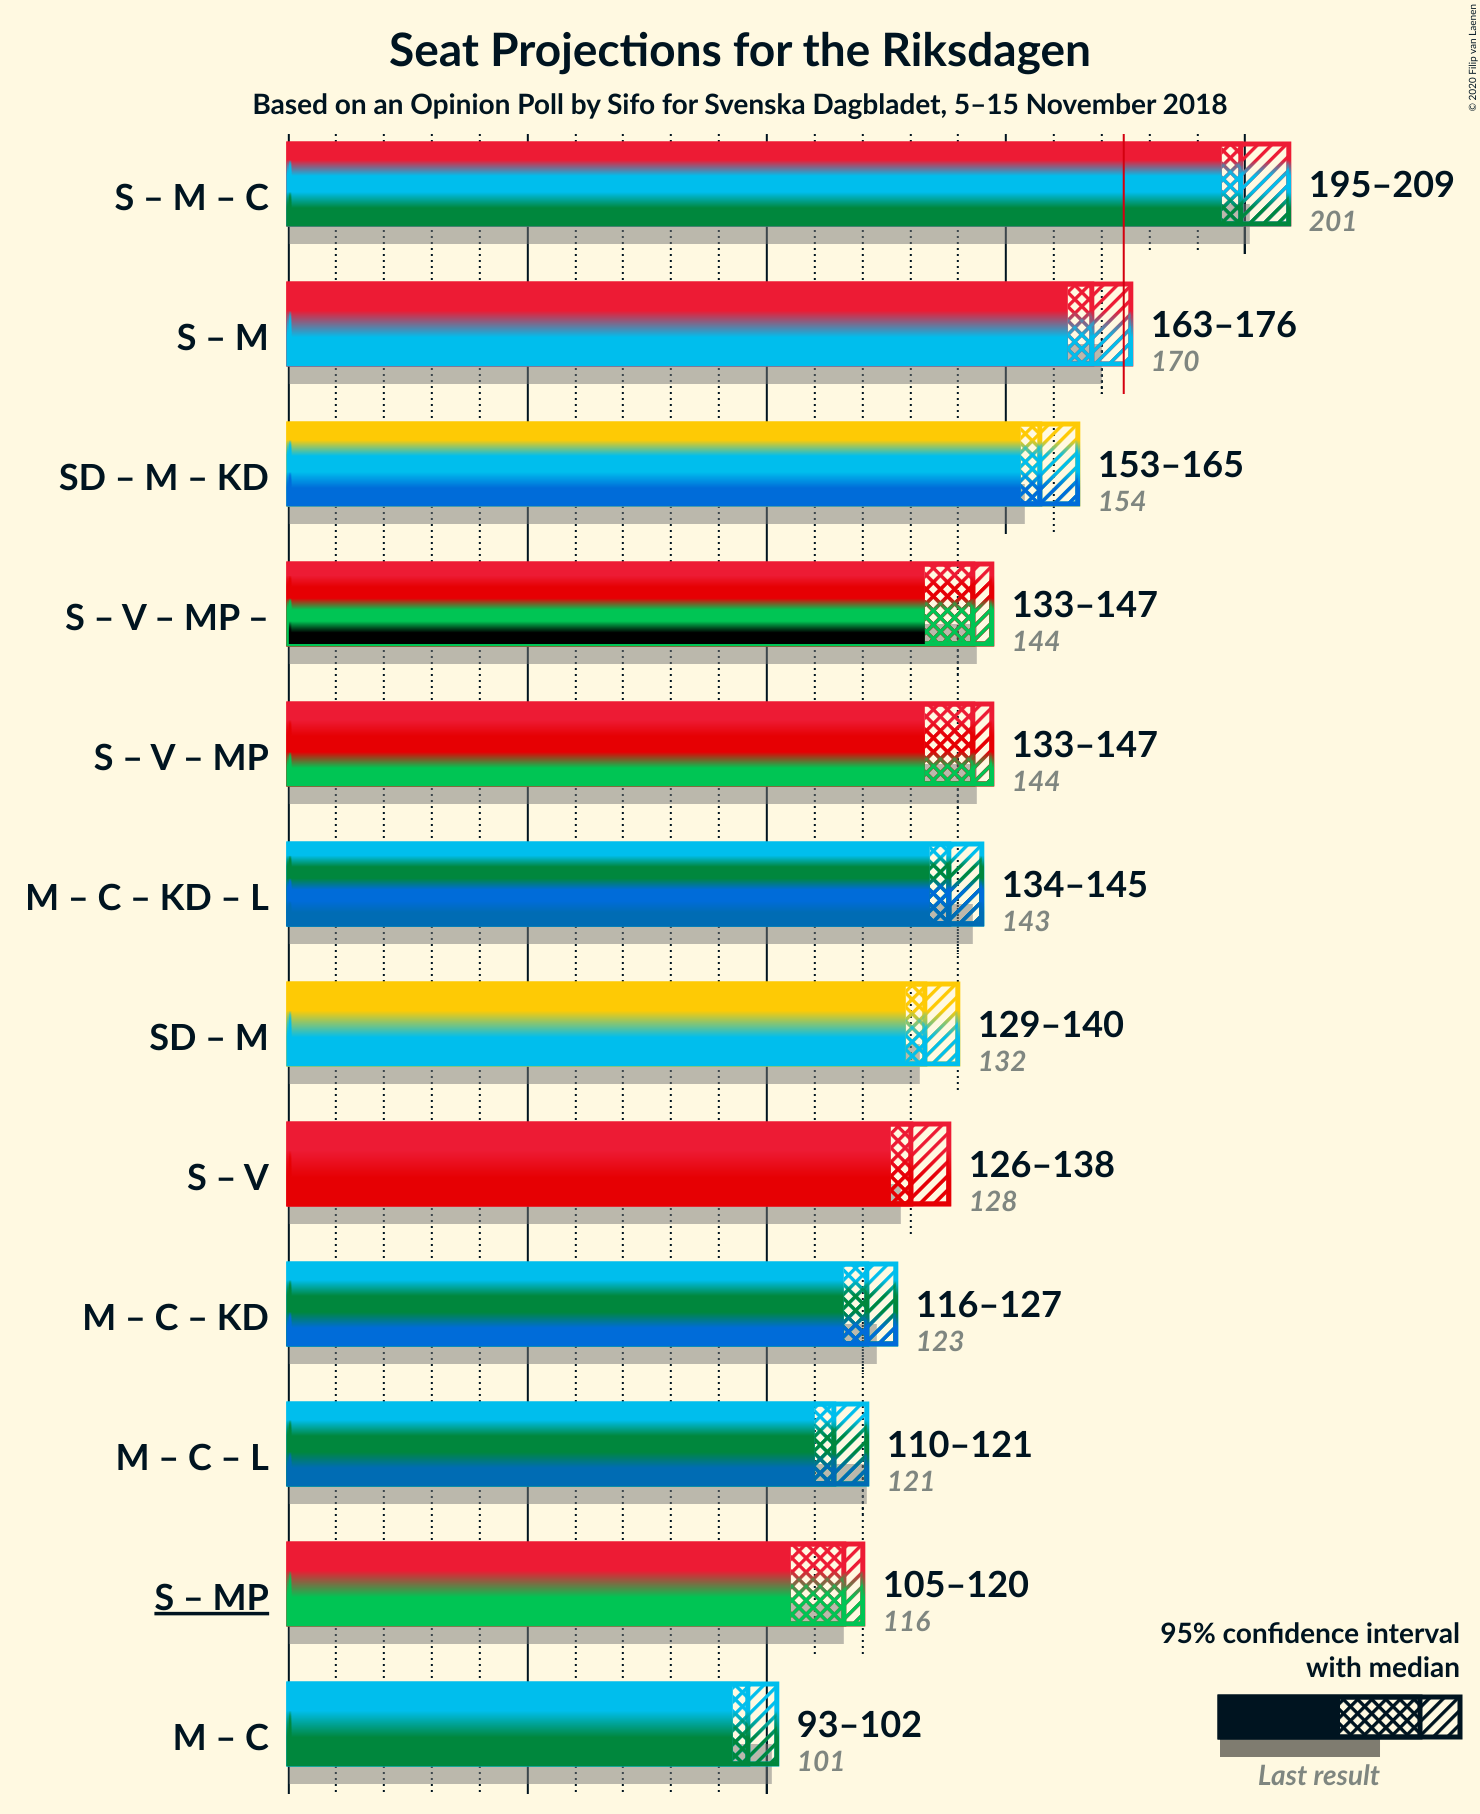 Seat Projections for the Riksdagen
Based on an Opinion Poll by Sifo for Svenska Dagbladet, 5–15 November 2018
© 2020 Filip van Laenen
S – M – C
195–209
201
S – M
163–176
170
SD – M – KD
153–165
154
S – V – MP –
133–147
144
S – V – MP
133–147
144
M – C – KD – L
134–145
143
SD – M
129–140
132
S – V
126–138
128
M – C – KD
116–127
123
M – C – L
110–121
121
S – MP
105–120
116
M – C
93–102
101
95% confidence interval
with median
Last result